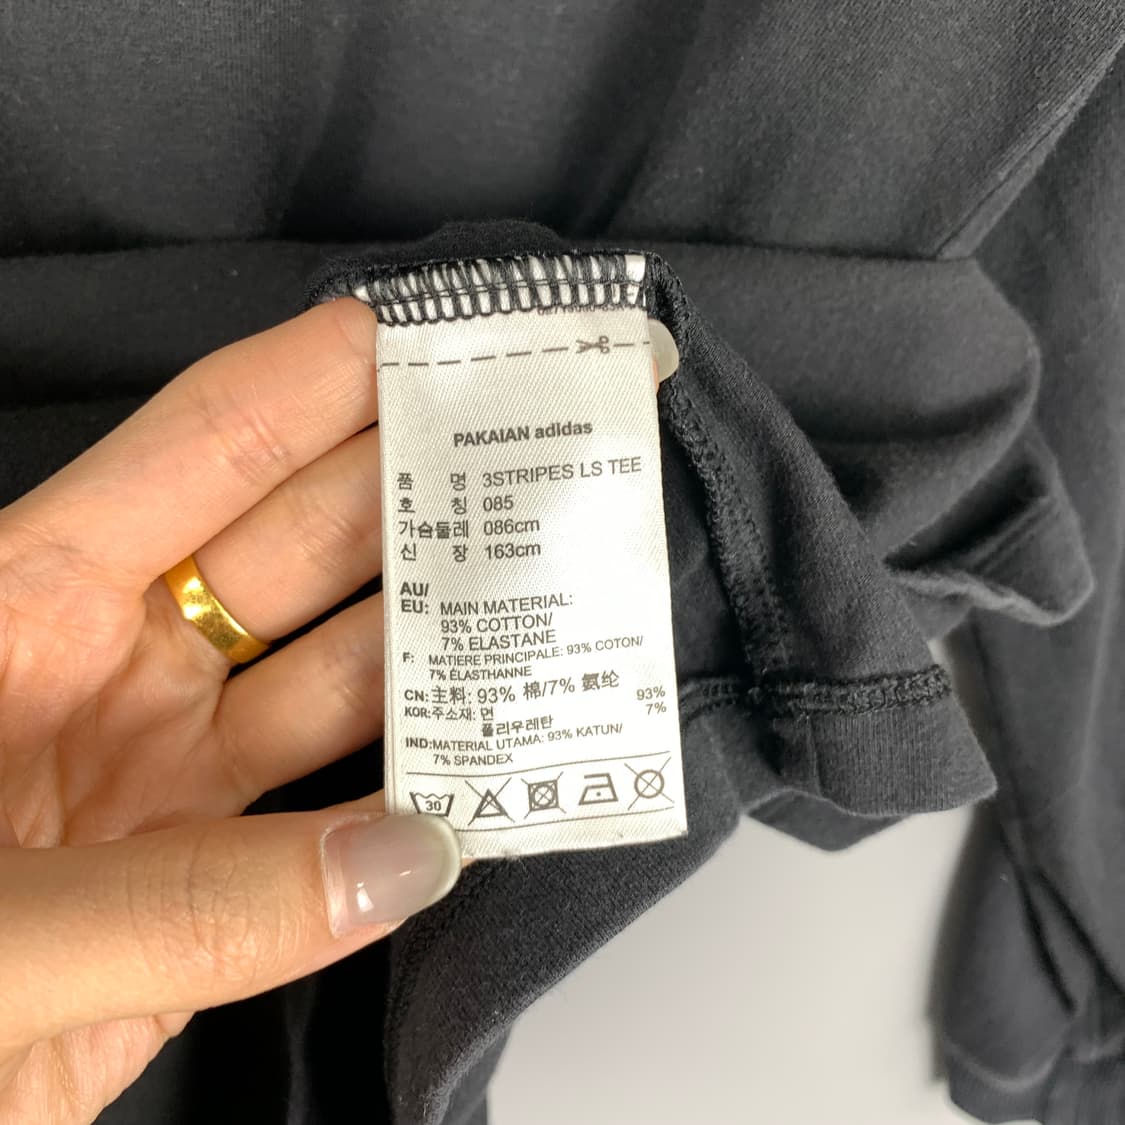 PAKAIAN adidas
품 명 3STRIPES LS TEE
호 칭 085
가슴둘레 086cm
신 장 163cm
AU/
EU: MAIN MATERIAL:
93% COTTON/
7% ELASTANE
F: MATIERE PRINCIPALE: 93% COTON/
7% ÉLASTHANNE
CN: 主料: 93% 棉/7% 氨纶
KOR: 주소재: 면 93%
폴리우레탄 7%
IND: MATERIAL UTAMA: 93% KATUN/
7% SPANDEX
30